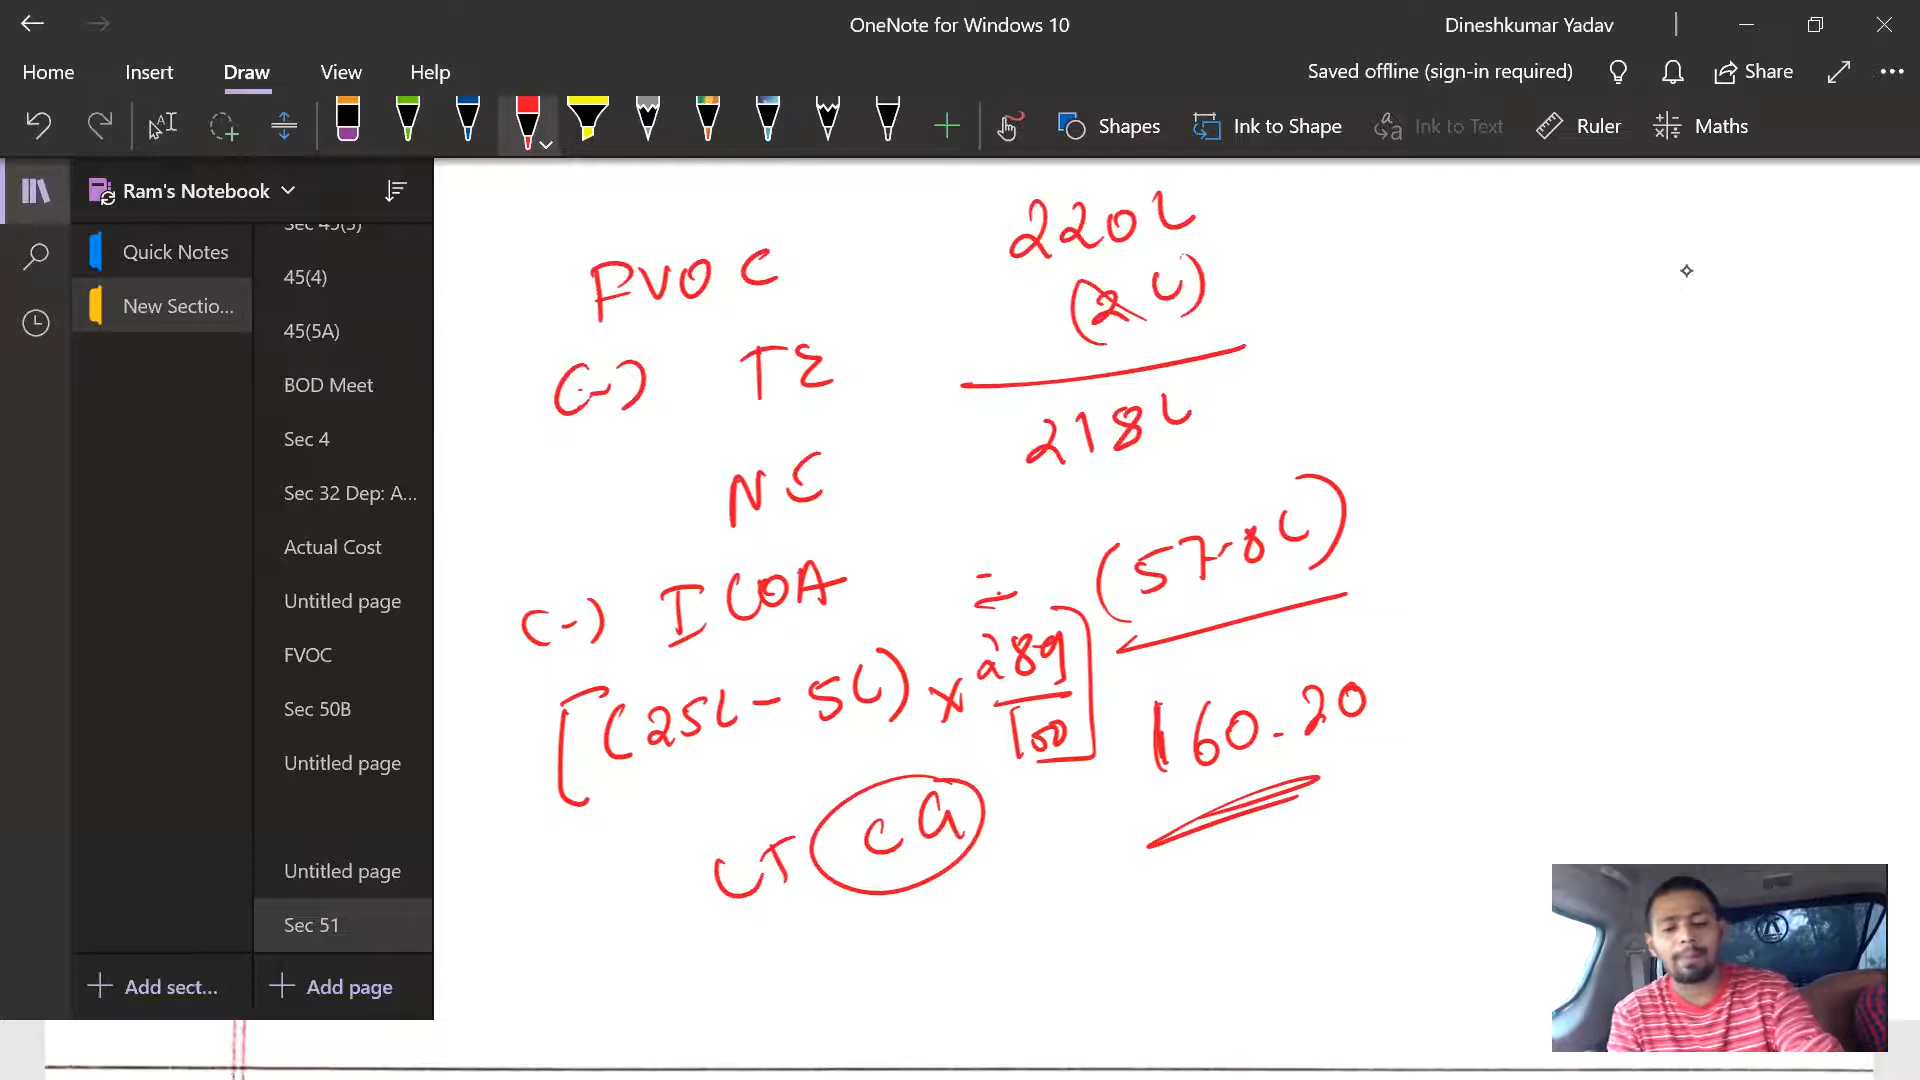 OneNote for Windows 10
Dineshkumar Yadav
Home Insert Draw View Help
Saved offline (sign-in required)
Share
Shapes
Ink to Shape
Ink to Text
Ruler
Maths
Ram's Notebook
Quick Notes
New Sectio...
Sec 45(5)
45(4)
45(5A)
BOD Meet
Sec 4
Sec 32 Dep: A...
Actual Cost
Untitled page
FVOC
Sec 50B
Untitled page
Untitled page
Sec 51
Add sect...
Add page
FVOC 220L
(-) TE (2L)
NC 218L
(-) ICOA = (57.8L)
[(25L - 5L) × 289/100] 160.20
LT CG